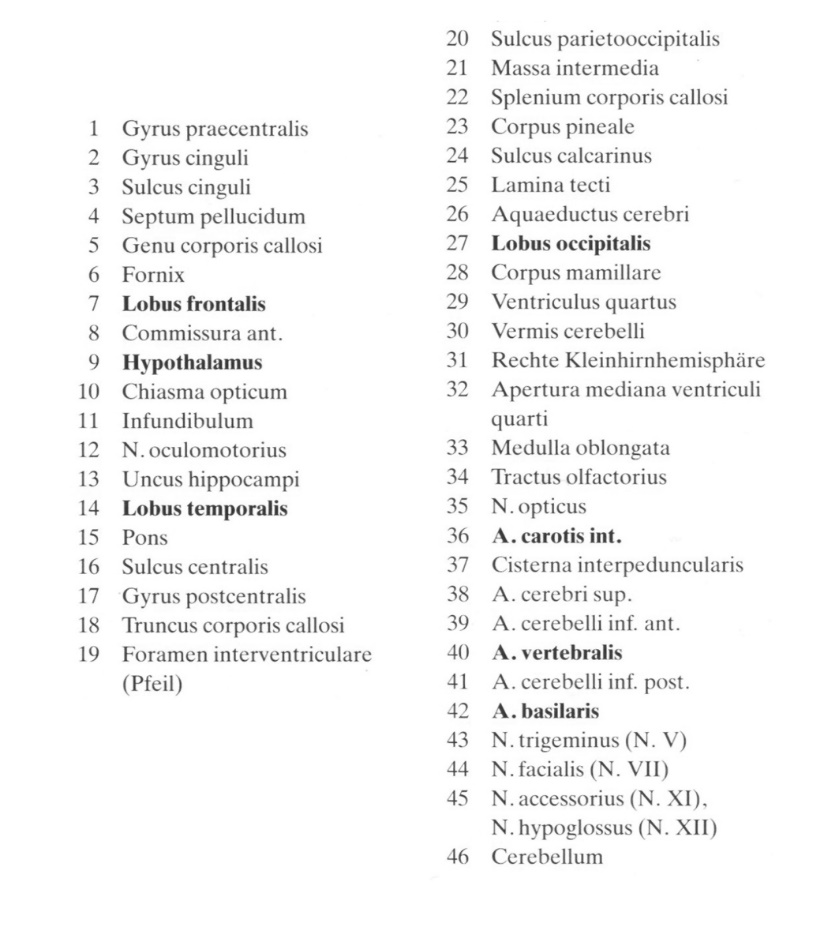 1 Gyrus praecentralis
2 Gyrus cinguli
3 Sulcus cinguli
4 Septum pellucidum
5 Genu corporis callosi
6 Fornix
7 Lobus frontalis
8 Commissura ant.
9 Hypothalamus
10 Chiasma opticum
11 Infundibulum
12 N. oculomotorius
13 Uncus hippocampi
14 Lobus temporalis
15 Pons
16 Sulcus centralis
17 Gyrus postcentralis
18 Truncus corporis callosi
19 Foramen interventriculare
(Pfeil)
20 Sulcus parietooccipitalis
21 Massa intermedia
22 Splenium corporis callosi
23 Corpus pineale
24 Sulcus calcarinus
25 Lamina tecti
26 Aquaeductus cerebri
27 Lobus occipitalis
28 Corpus mamillare
29 Ventriculus quartus
30 Vermis cerebelli
31 Rechte Kleinhirnhemisphäre
32 Apertura mediana ventriculi
quarti
33 Medulla oblongata
34 Tractus olfactorius
35 N. opticus
36 A. carotis int.
37 Cisterna interpeduncularis
38 A. cerebri sup.
39 A. cerebelli inf. ant.
40 A. vertebralis
41 A. cerebelli inf. post.
42 A. basilaris
43 N. trigeminus (N. V)
44 N. facialis (N. VII)
45 N. accessorius (N. XI),
N. hypoglossus (N. XII)
46 Cerebellum